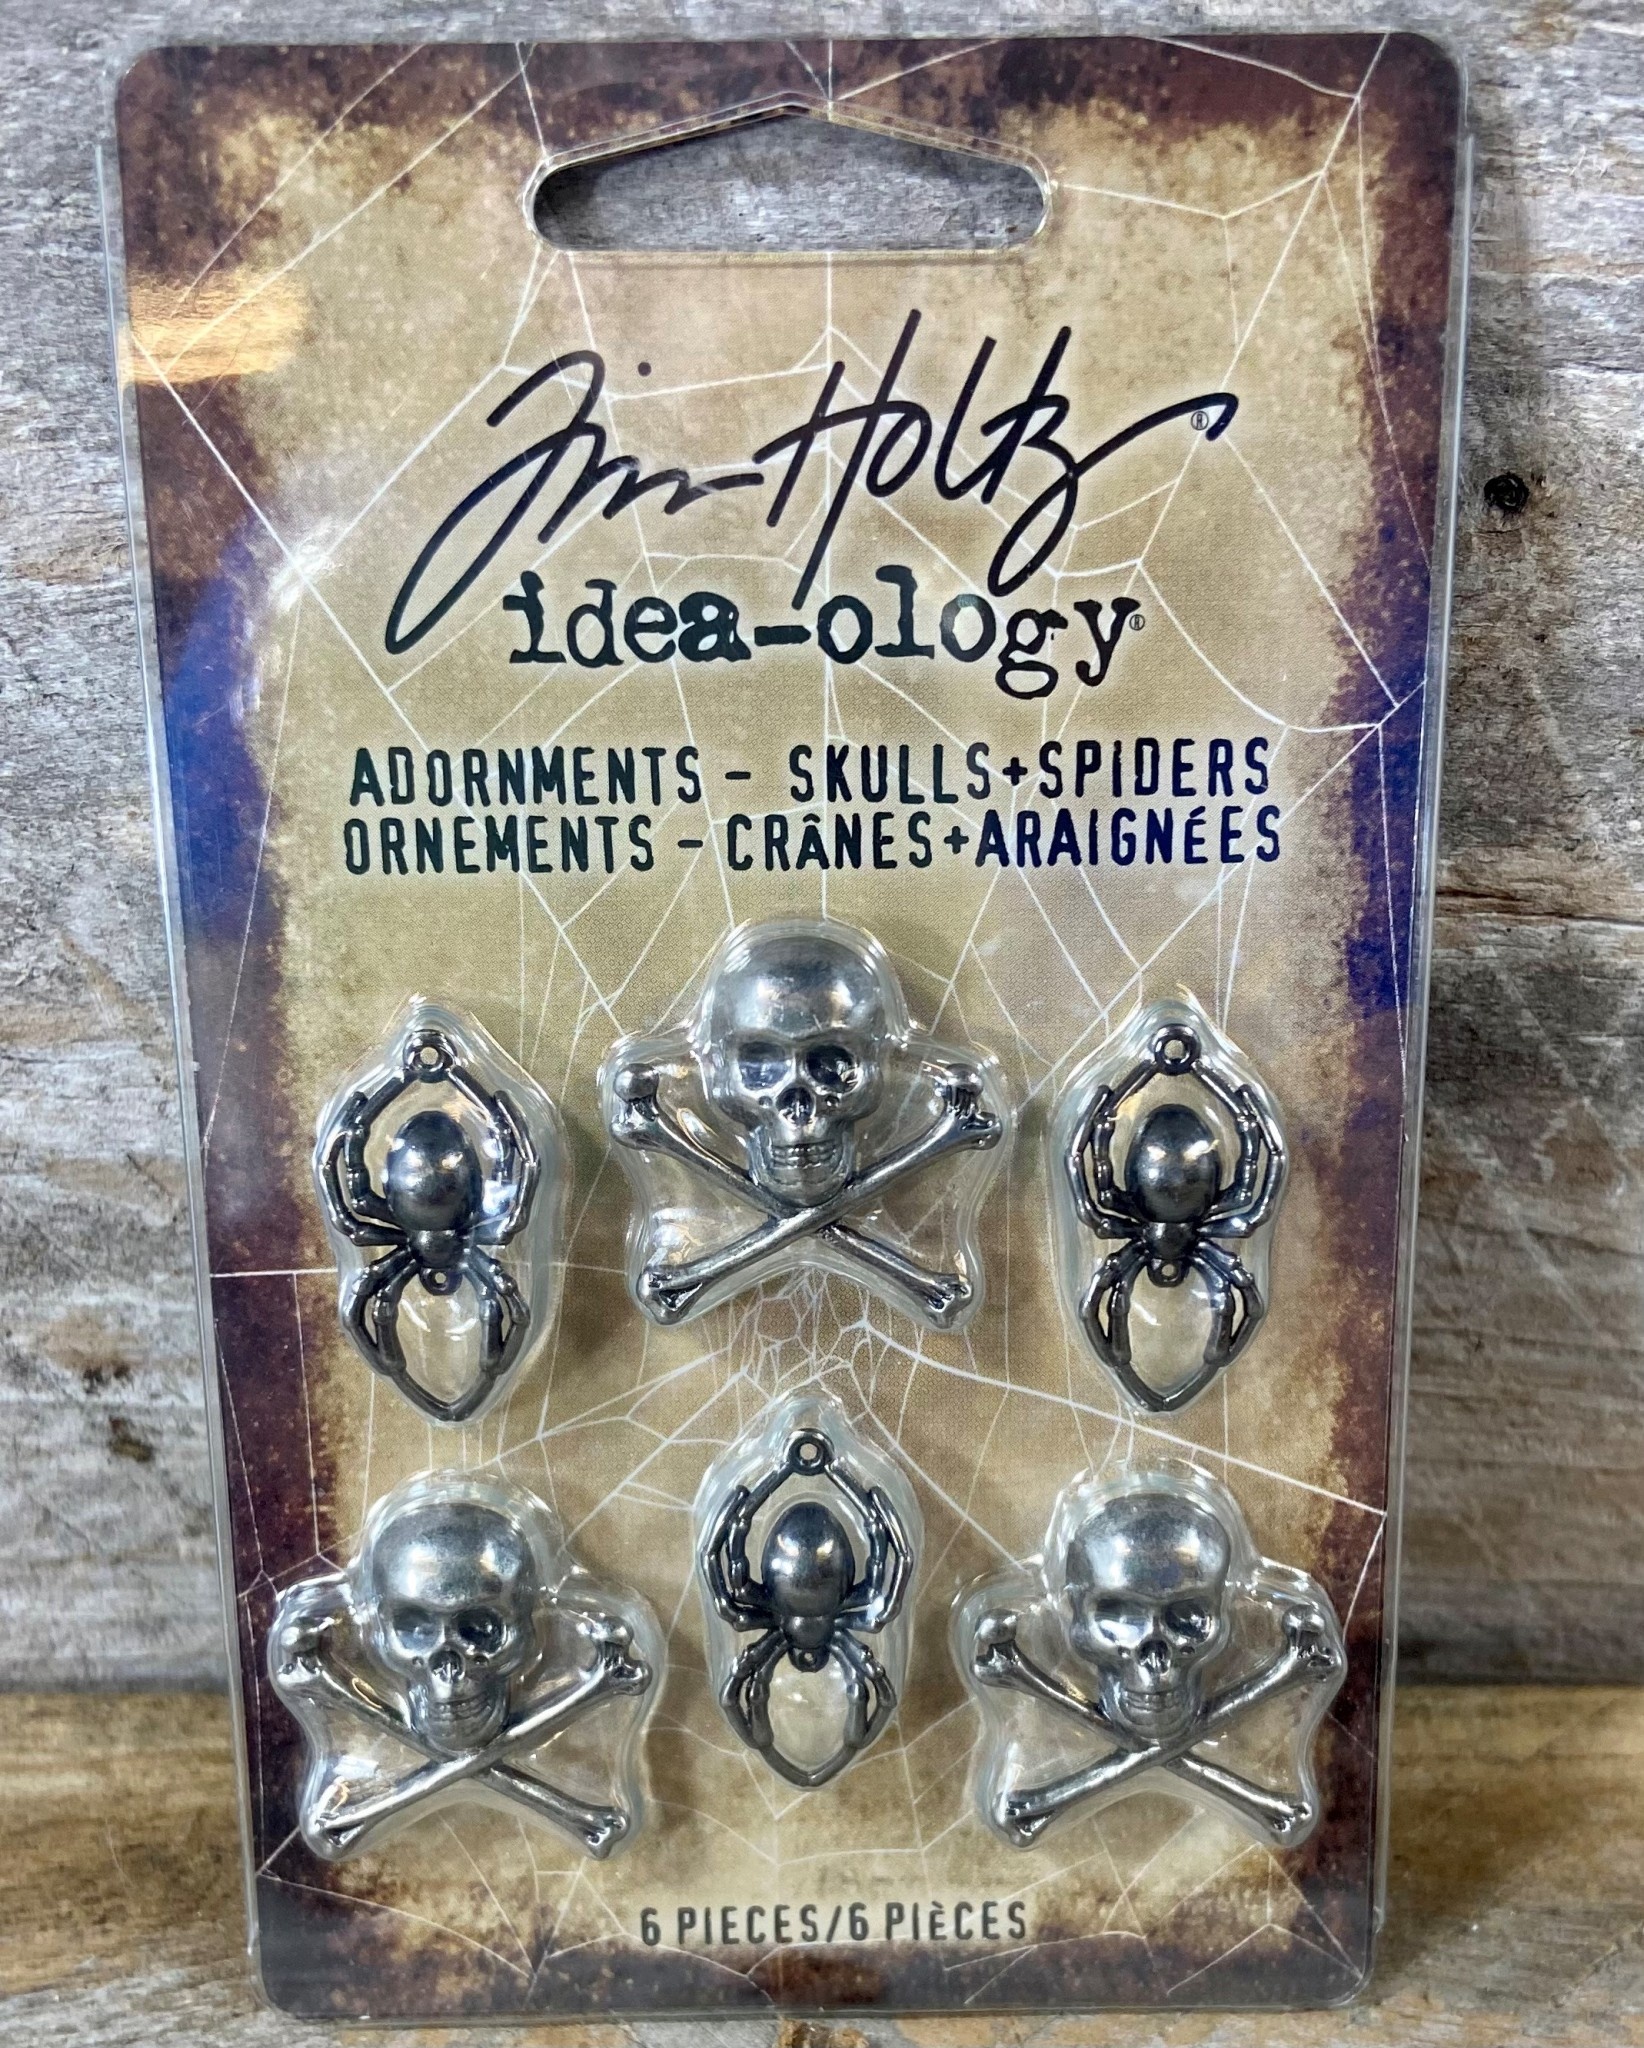 Tim Holtz®
idea-ology®
ADORNMENTS - SKULLS+SPIDERS
ORNEMENTS - CRÂNES+ARAIGNÉES
6 PIECES/6 PIÈCES